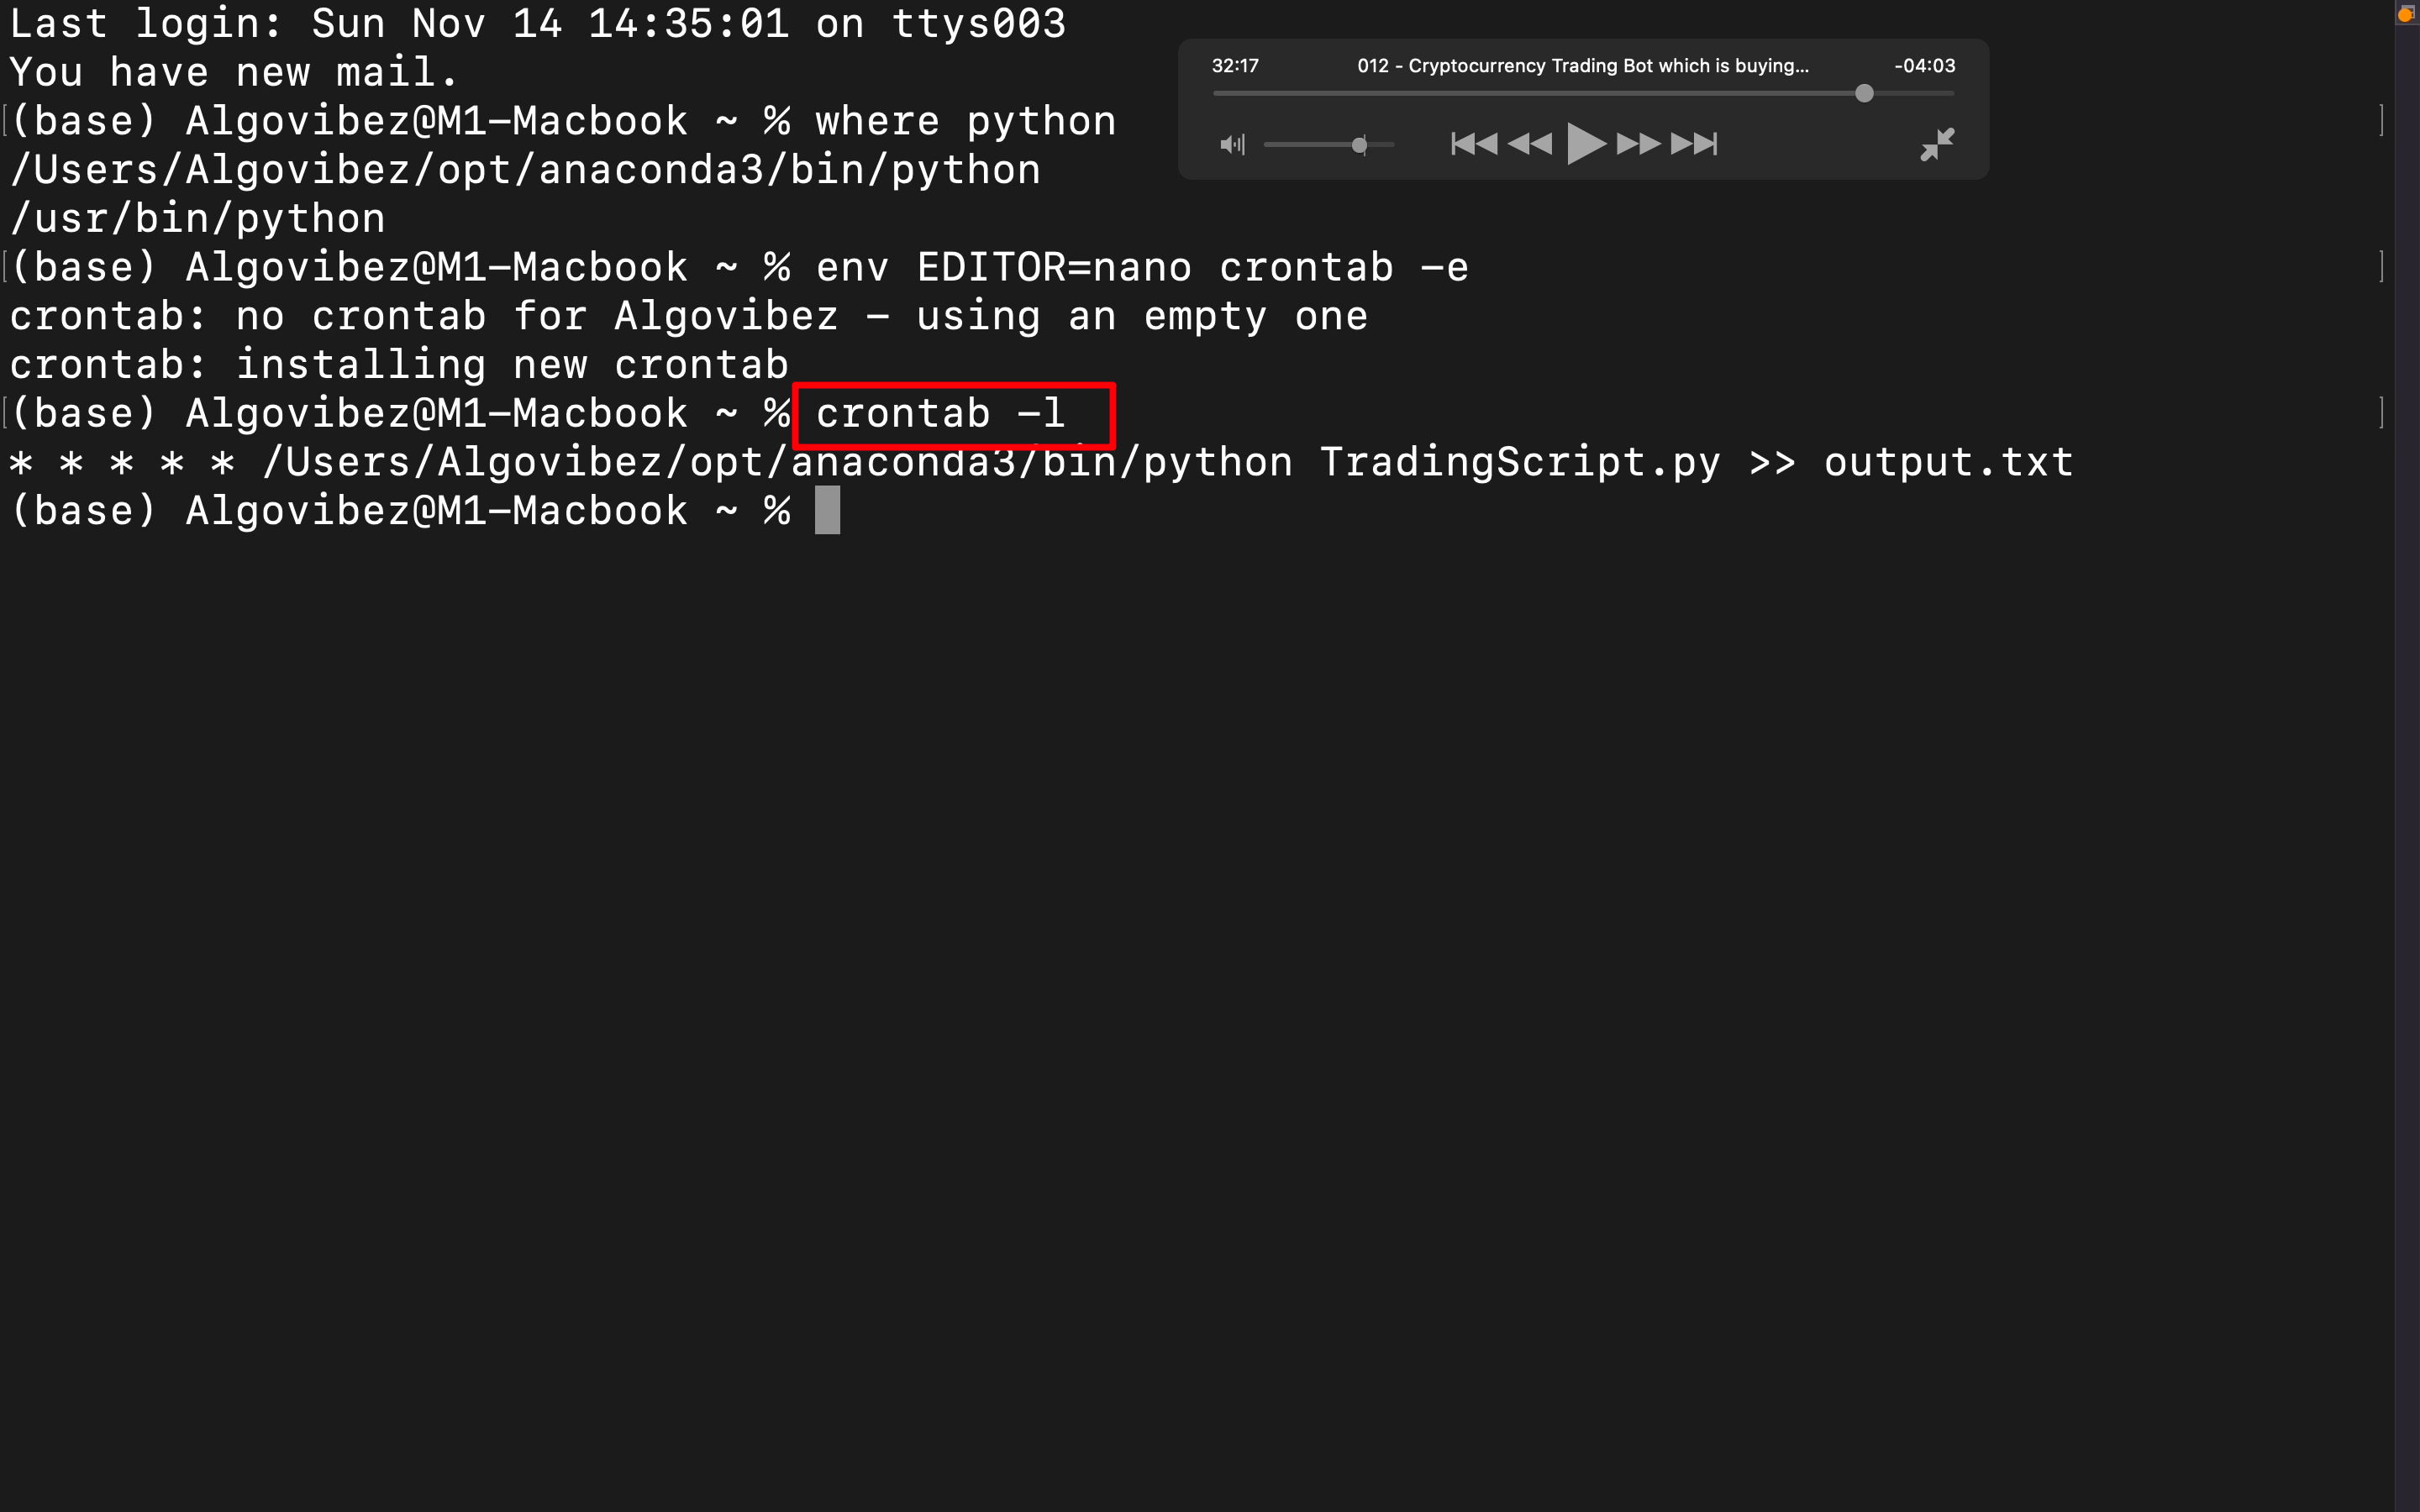 Last login: Sun Nov 14 14:35:01 on ttys003
You have new mail.
32:17 012 - Cryptocurrency Trading Bot which is buying... -04:03
[(base) Algovibez@M1-Macbook ~ % where python ]
/Users/Algovibez/opt/anaconda3/bin/python
/usr/bin/python
[(base) Algovibez@M1-Macbook ~ % env EDITOR=nano crontab -e ]
crontab: no crontab for Algovibez - using an empty one
crontab: installing new crontab
[(base) Algovibez@M1-Macbook ~ % crontab -l ]
* * * * * /Users/Algovibez/opt/anaconda3/bin/python TradingScript.py >> output.txt
(base) Algovibez@M1-Macbook ~ %